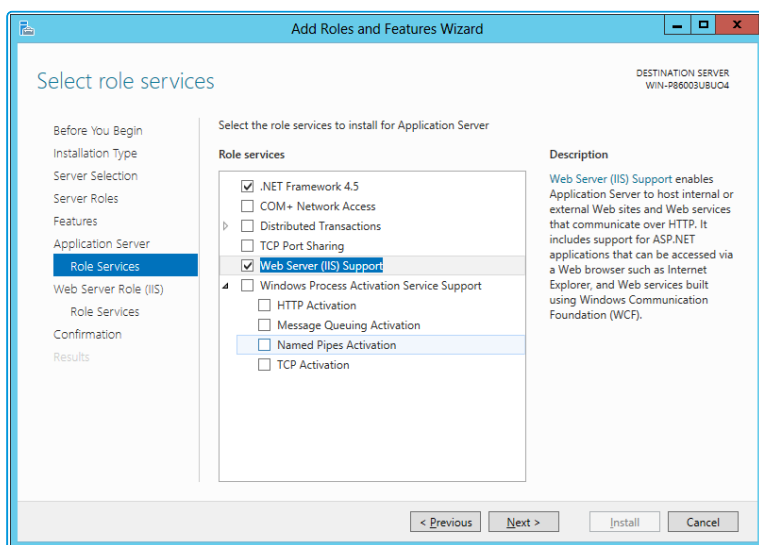 Add Roles and Features Wizard
Select role services
DESTINATION SERVER
WIN-P86003UBUO4
Before You Begin
Installation Type
Server Selection
Server Roles
Features
Application Server
Role Services
Web Server Role (IIS)
Role Services
Confirmation
Results
Select the role services to install for Application Server
Role services
.NET Framework 4.5
COM+ Network Access
Distributed Transactions
TCP Port Sharing
Web Server (IIS) Support
Windows Process Activation Service Support
HTTP Activation
Message Queuing Activation
Named Pipes Activation
TCP Activation
Description
Web Server (IIS) Support enables
Application Server to host internal or
external Web sites and Web services
that communicate over HTTP. It
includes support for ASP.NET
applications that can be accessed via
a Web browser such as Internet
Explorer, and Web services built
using Windows Communication
Foundation (WCF).
< Previous
Next >
Install
Cancel